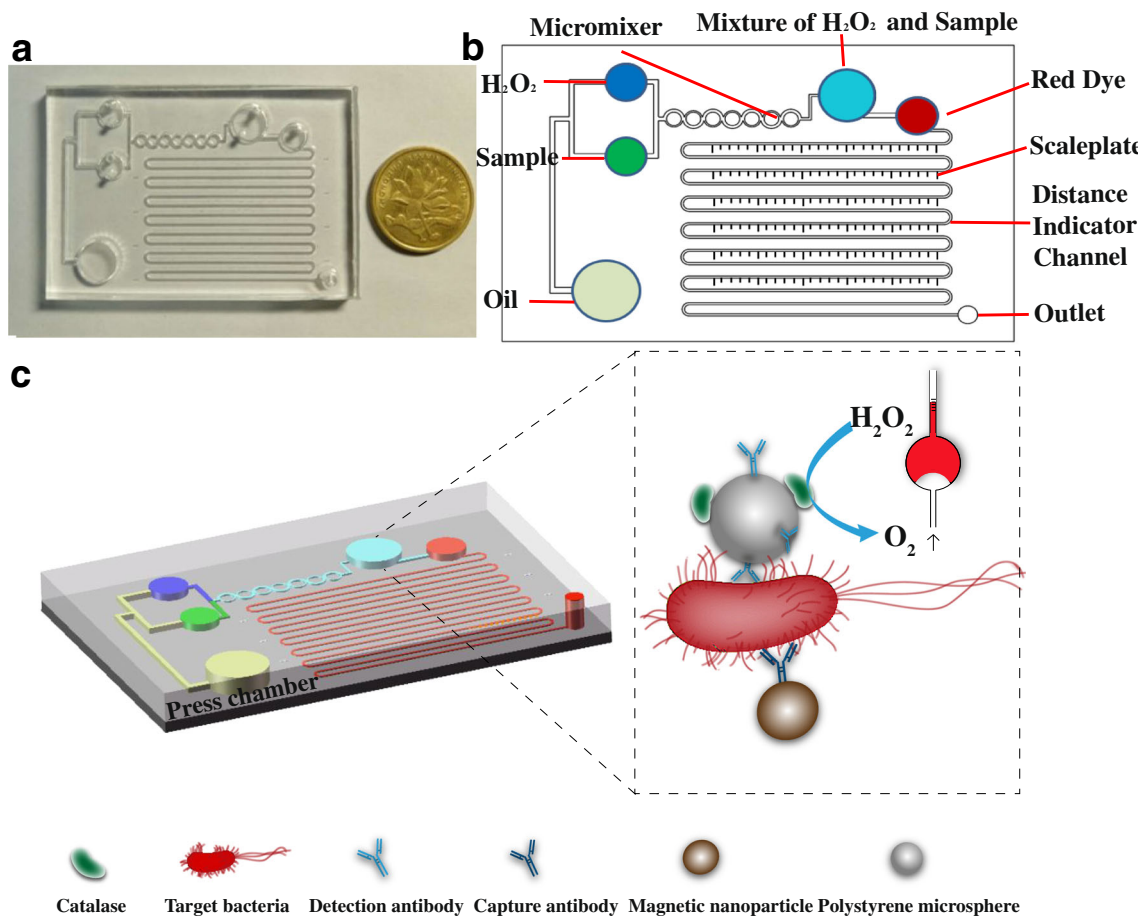 a
b
Micromixer
Mixture of H₂O₂ and Sample
H₂O₂
Red Dye
Sample
Scaleplate
Distance
Indicator
Channel
Oil
Outlet
c
H₂O₂
O₂
Press chamber
Catalase
Target bacteria
Detection antibody
Capture antibody
Magnetic nanoparticle
Polystyrene microsphere